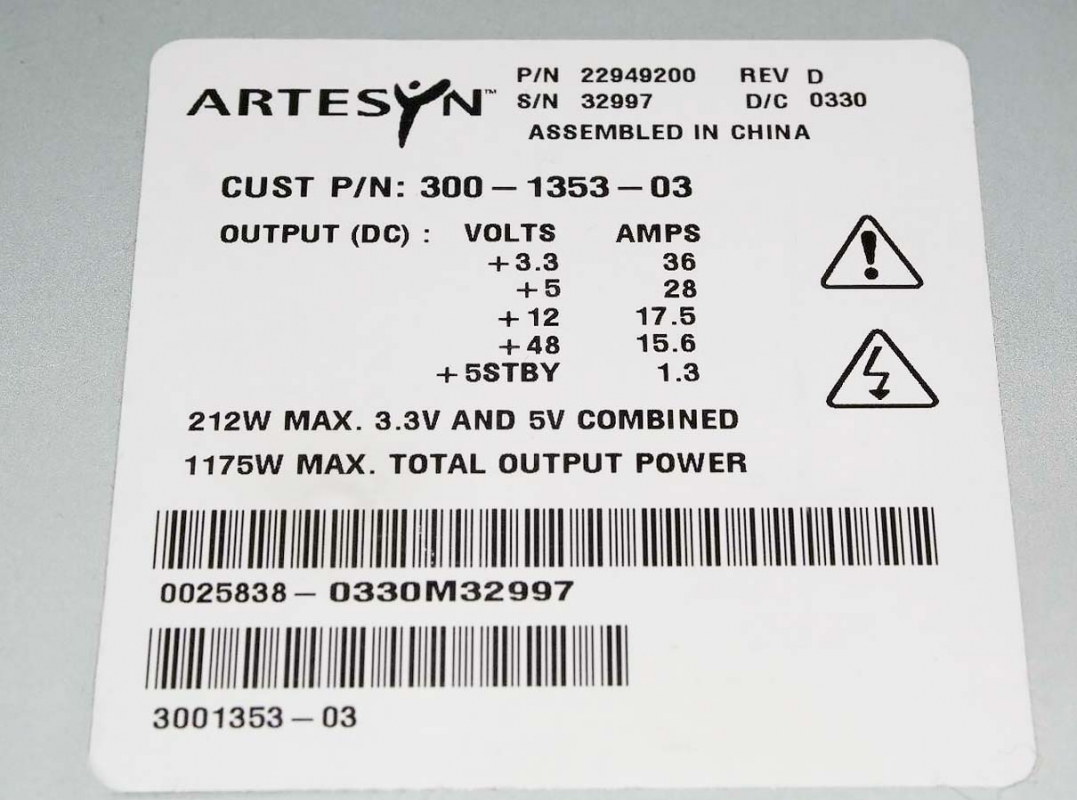 ARTESYN™
P/N 22949200 REV D
S/N 32997 D/C 0330
ASSEMBLED IN CHINA
CUST P/N: 300-1353-03
OUTPUT (DC) : VOLTS AMPS
+3.3 36
+5 28
+12 17.5
+48 15.6
+5STBY 1.3
212W MAX. 3.3V AND 5V COMBINED
1175W MAX. TOTAL OUTPUT POWER
0025838-0330M32997
3001353-03